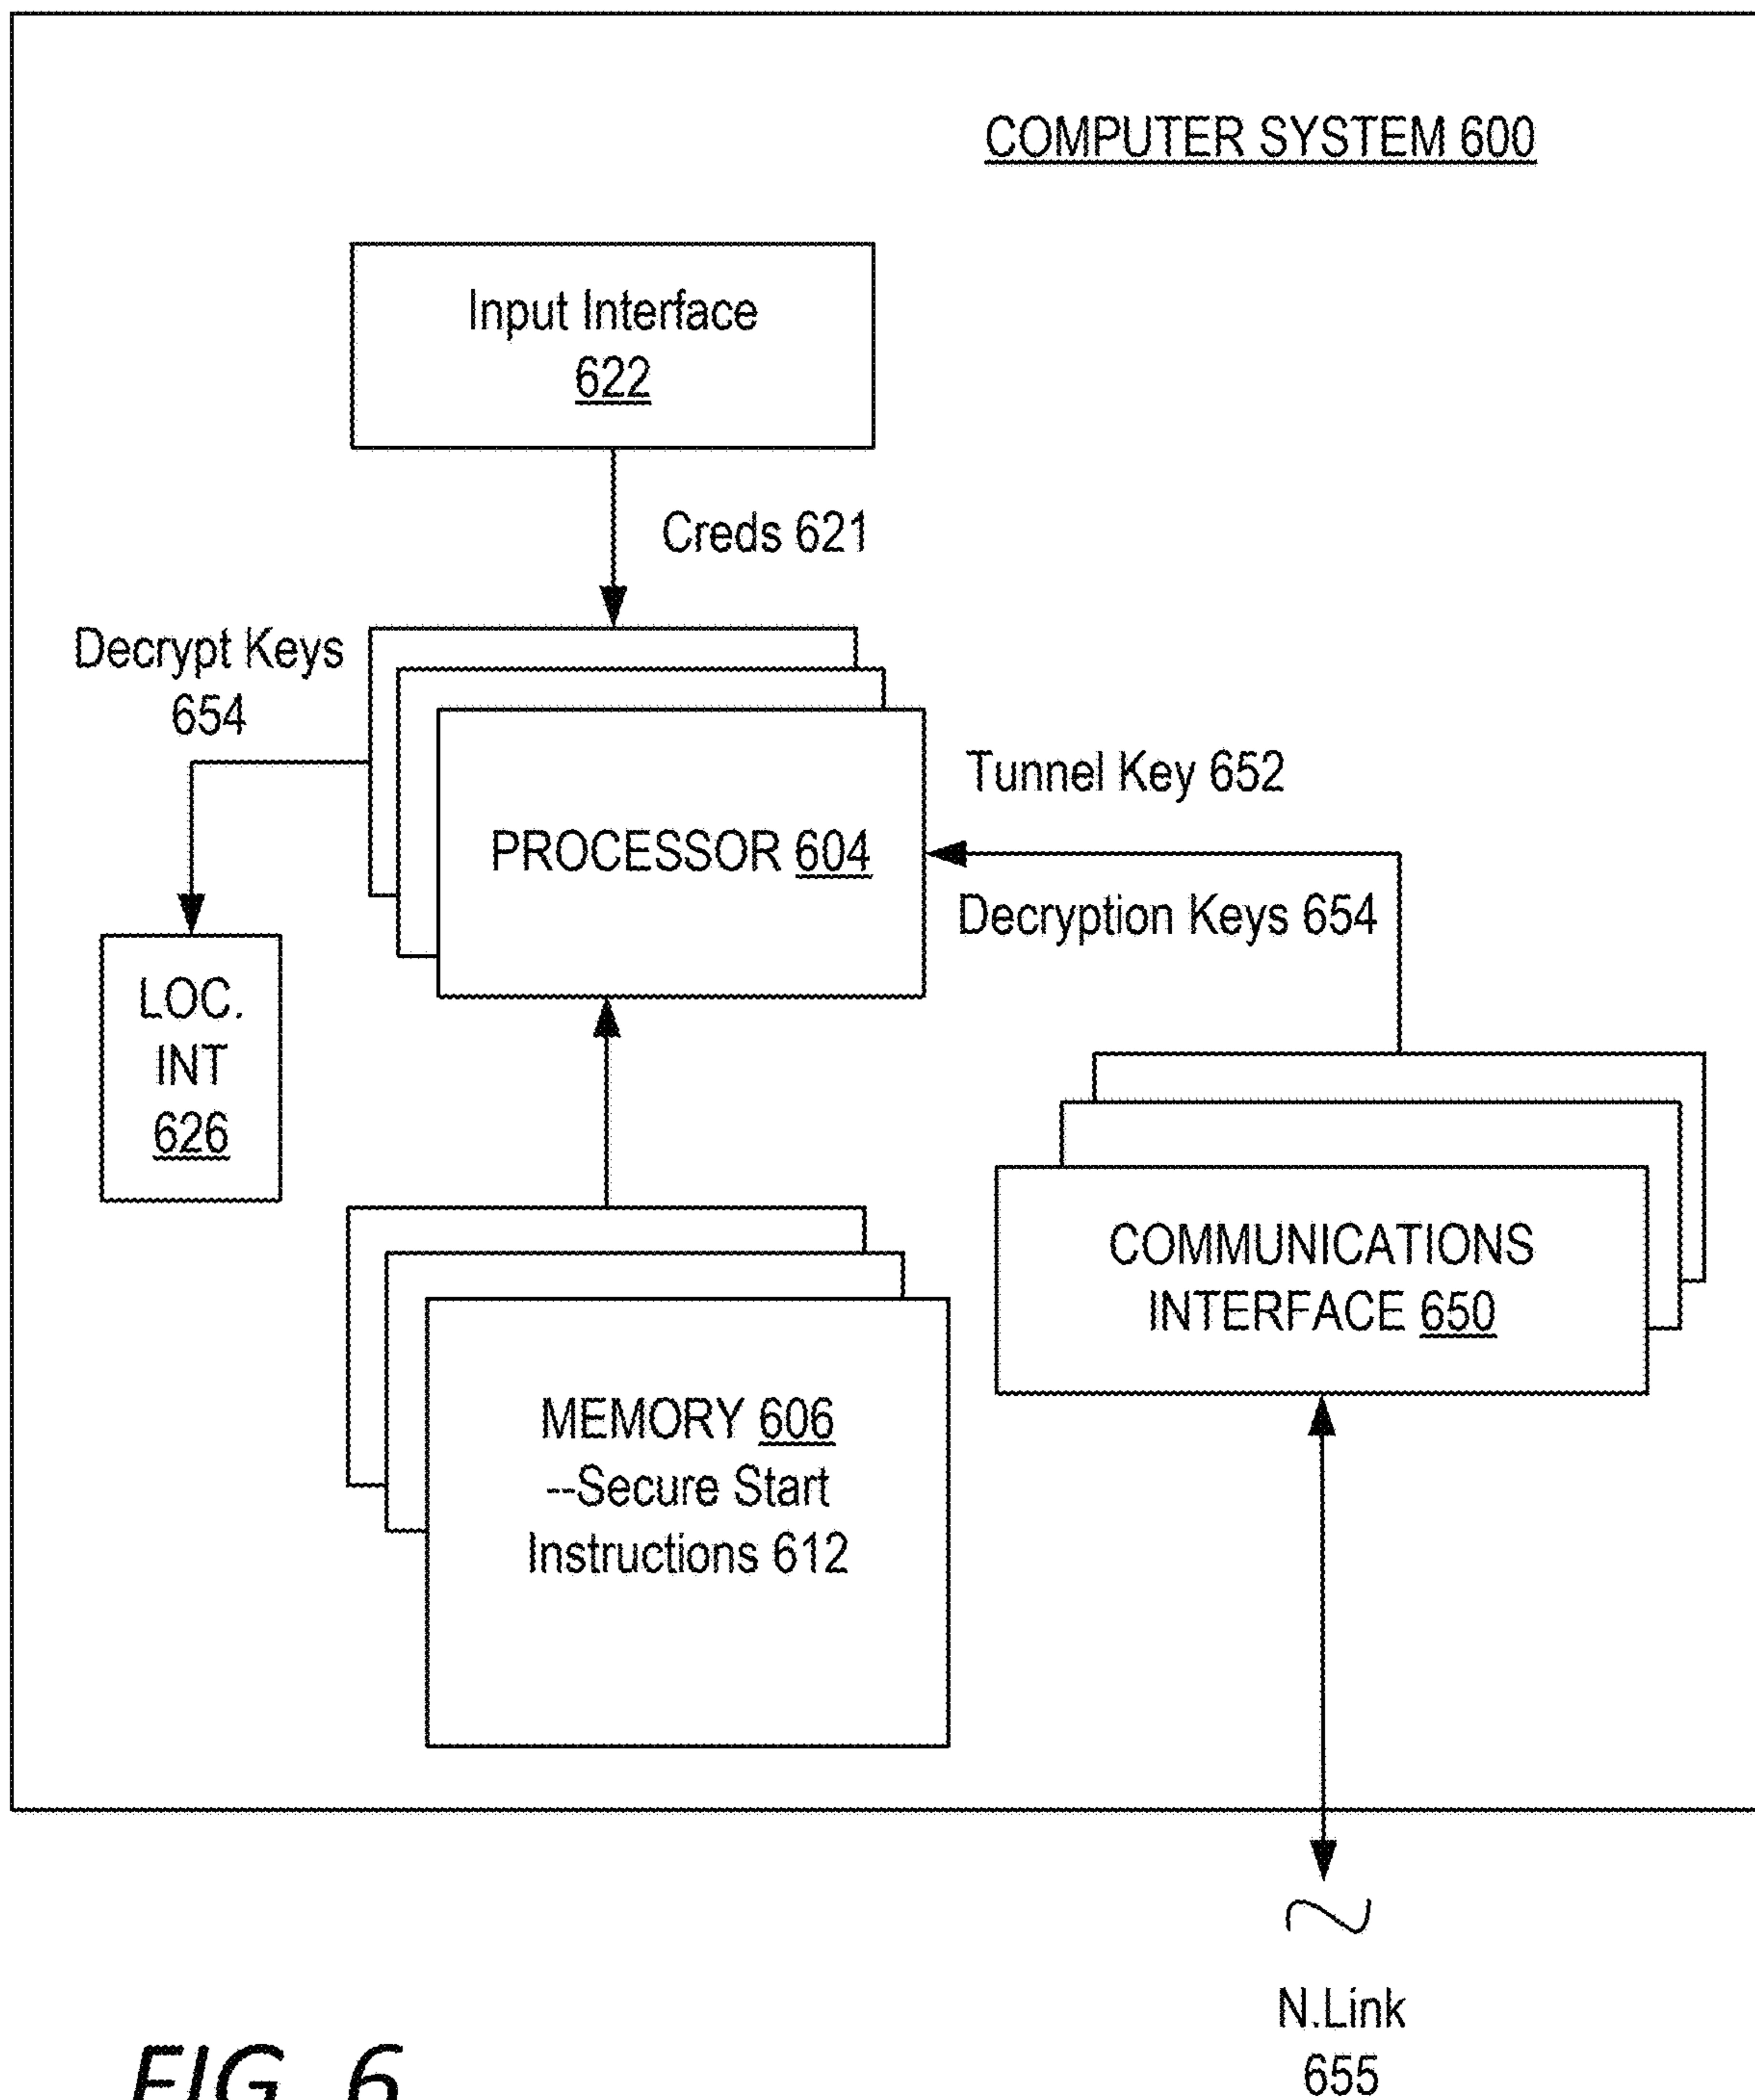 COMPUTER SYSTEM 600
Input Interface
622
Creds 621
Decrypt Keys
654
Tunnel Key 652
PROCESSOR 604
Decryption Keys 654
LOC.
INT
626
COMMUNICATIONS
INTERFACE 650
MEMORY 606
--Secure Start
Instructions 612
N.Link
655
FIG. 6